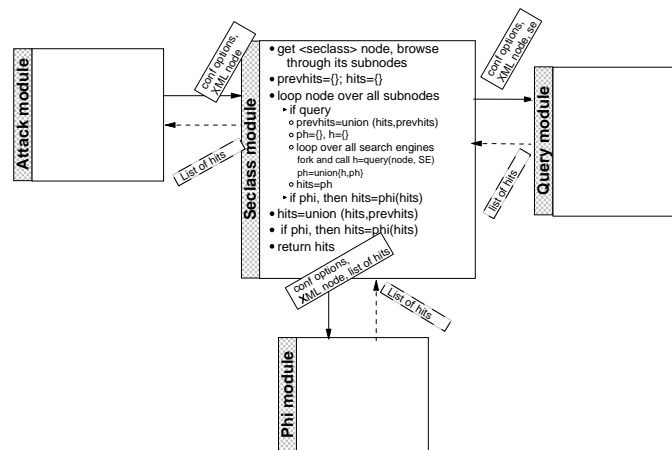 Attack module
conf options,
XML node
List of hits
Seclass module
• get <seclass> node, browse
through its subnodes
• prevhits={}; hits={}
• loop node over all subnodes
‣ if query
○ prevhits=union (hits,prevhits)
○ ph={}, h={}
○ loop over all search engines
fork and call h=query(node, SE)
ph=union{h,ph}
○ hits=ph
‣ if phi, then hits=phi(hits)
• hits=union (hits,prevhits)
• if phi, then hits=phi(hits)
• return hits
conf options,
XML node, se
list of hits
Query module
conf options,
XML node, list of hits
List of hits
Phi module